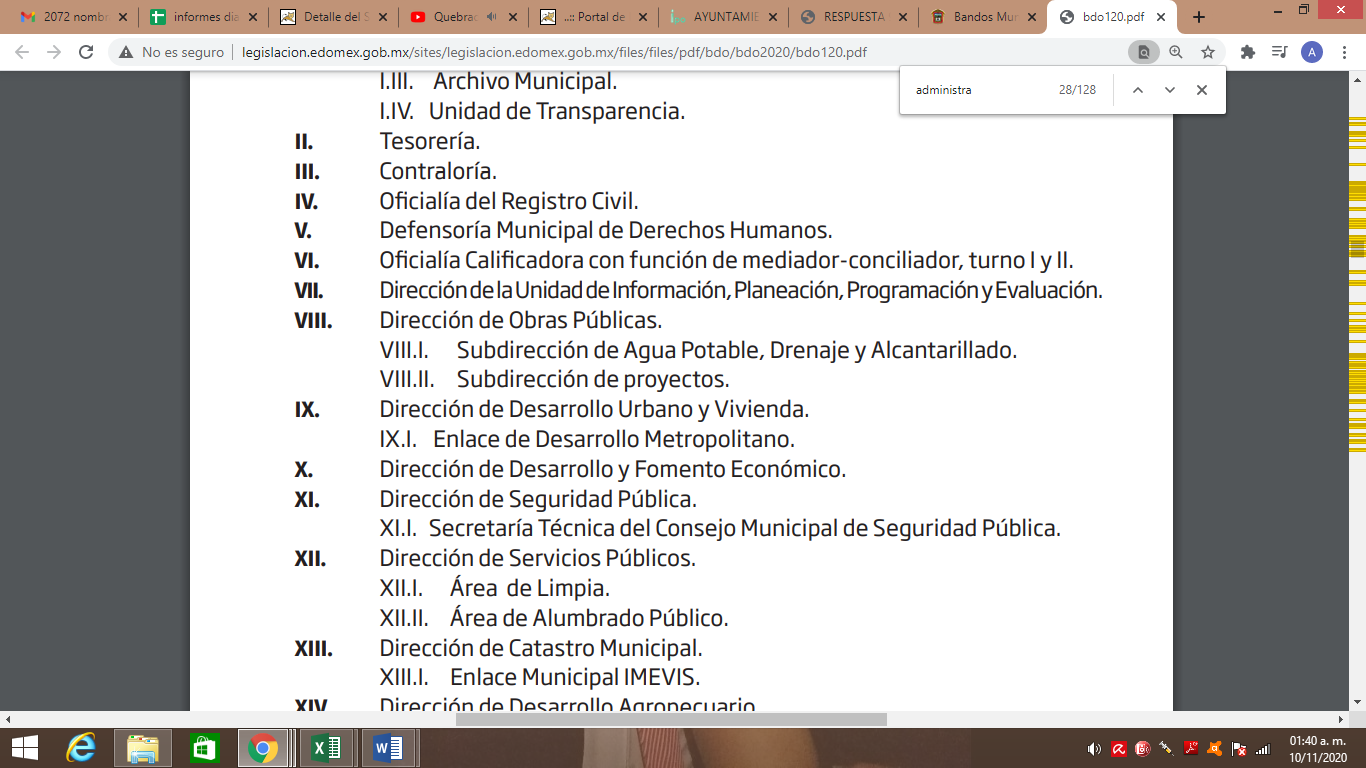 2072 nombr
informes dia
Detalle del S
Quebrac
..:: Portal de
AYUNTAMIE
RESPUESTA
Bandos Mun
bdo120.pdf
No es seguro
legislacion.edomex.gob.mx/sites/legislacion.edomex.gob.mx/files/files/pdf/bdo/bdo2020/bdo120.pdf
A
administra 28/128
I.III. Archivo Municipal.
I.IV. Unidad de Transparencia.
II. Tesorería.
III. Contraloría.
IV. Oficialía del Registro Civil.
V. Defensoría Municipal de Derechos Humanos.
VI. Oficialía Calificadora con función de mediador-conciliador, turno I y II.
VII. Dirección de la Unidad de Información, Planeación, Programación y Evaluación.
VIII. Dirección de Obras Públicas.
VIII.I. Subdirección de Agua Potable, Drenaje y Alcantarillado.
VIII.II. Subdirección de proyectos.
IX. Dirección de Desarrollo Urbano y Vivienda.
IX.I. Enlace de Desarrollo Metropolitano.
X. Dirección de Desarrollo y Fomento Económico.
XI. Dirección de Seguridad Pública.
XI.I. Secretaría Técnica del Consejo Municipal de Seguridad Pública.
XII. Dirección de Servicios Públicos.
XII.I. Área de Limpia.
XII.II. Área de Alumbrado Público.
XIII. Dirección de Catastro Municipal.
XIII.I. Enlace Municipal IMEVIS.
XIV. Dirección de Desarrollo Agropecuario
01:40 a. m.
10/11/2020